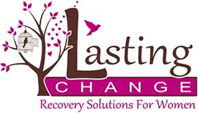 Lasting
CHANGE
Recovery Solutions For Women